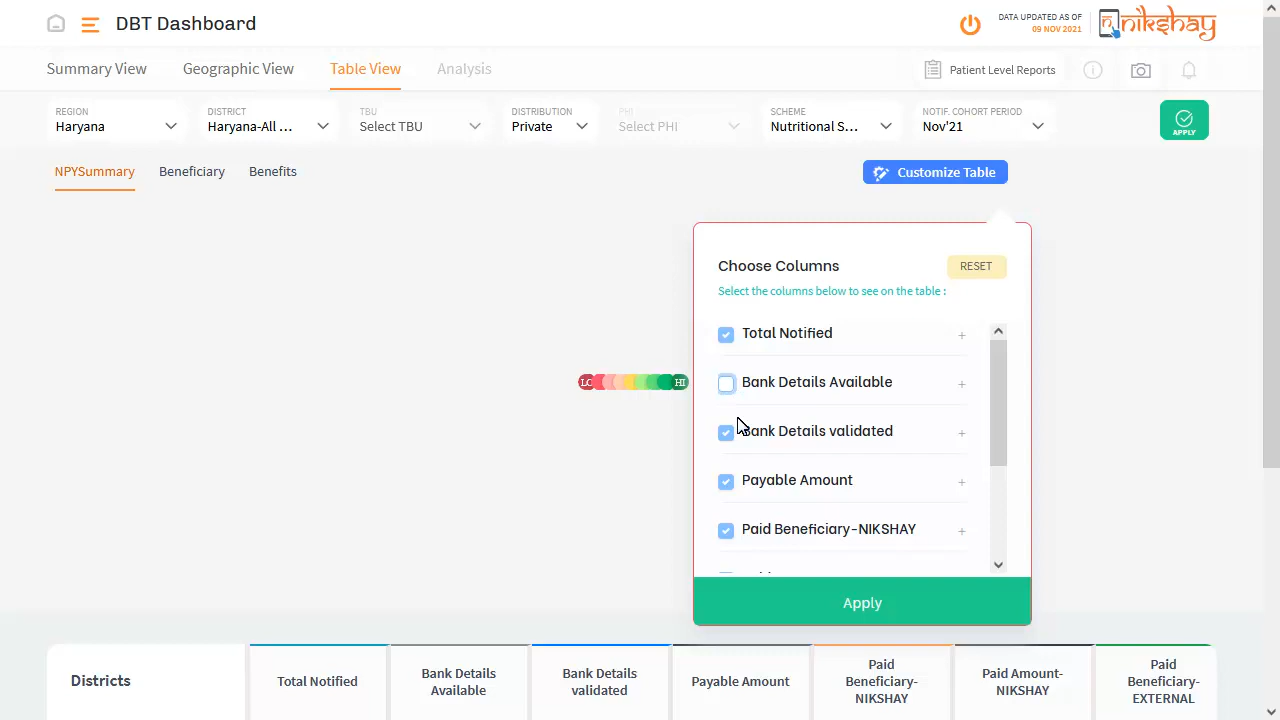 DBT Dashboard
DATA UPDATED AS OF
09 NOV 2021
nikshay
Summary View
Geographic View
Table View
Analysis
Patient Level Reports
REGION
Haryana
DISTRICT
Haryana-All ...
TBU
Select TBU
DISTRIBUTION
Private
PHI
Select PHI
SCHEME
Nutritional S...
NOTIF. COHORT PERIOD
Nov'21
APPLY
NPYSummary
Beneficiary
Benefits
Customize Table
Choose Columns
RESET
Select the columns below to see on the table :
Total Notified
Bank Details Available
Bank Details validated
Payable Amount
Paid Beneficiary-NIKSHAY
LO
HI
Apply
Districts
Total Notified
Bank Details
Available
Bank Details
validated
Payable Amount
Paid
Beneficiary-
NIKSHAY
Paid Amount-
NIKSHAY
Paid
Beneficiary-
EXTERNAL